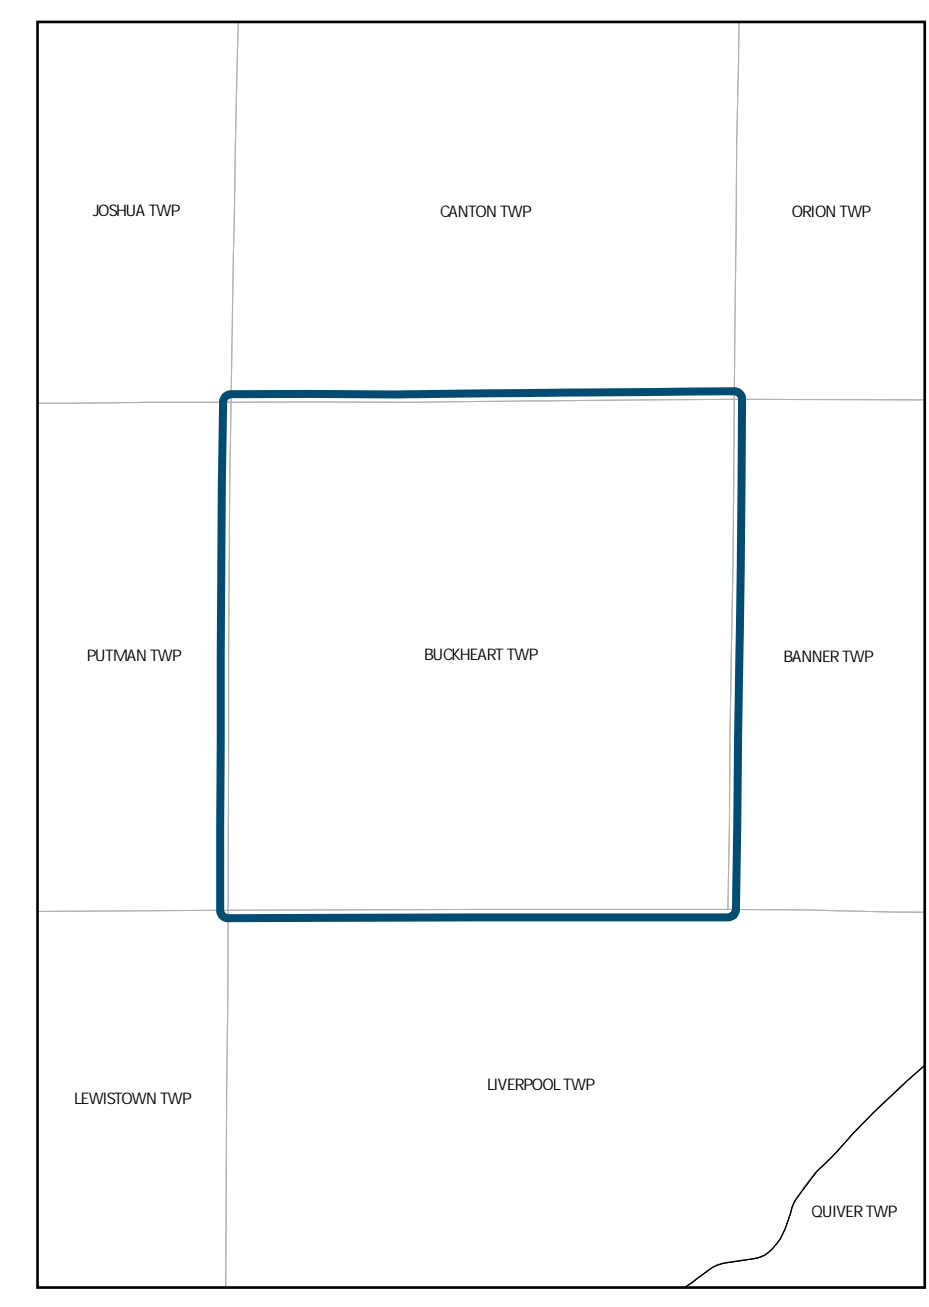 JOSHUA TWP
CANTON TWP
ORION TWP
PUTMAN TWP
BUCKHEART TWP
BANNER TWP
LEWISTOWN TWP
LIVERPOOL TWP
QUIVER TWP